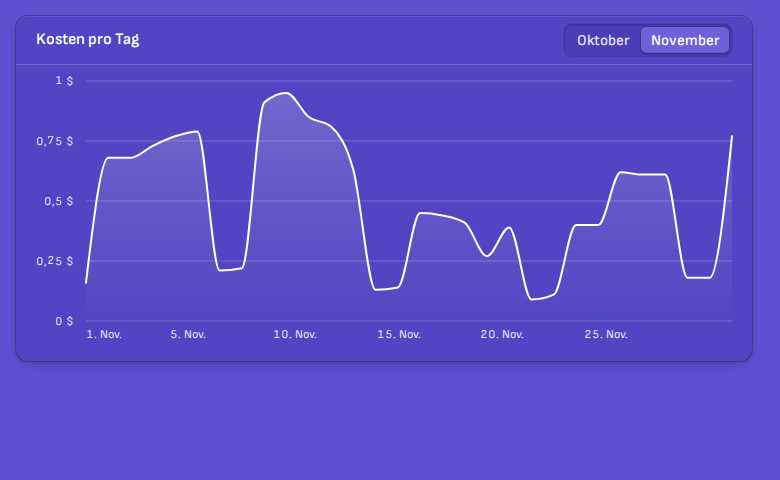 Kosten pro Tag
Oktober November
1 $
0,75 $
0,5 $
0,25 $
0 $
1. Nov. 5. Nov. 10. Nov. 15. Nov. 20. Nov. 25. Nov.